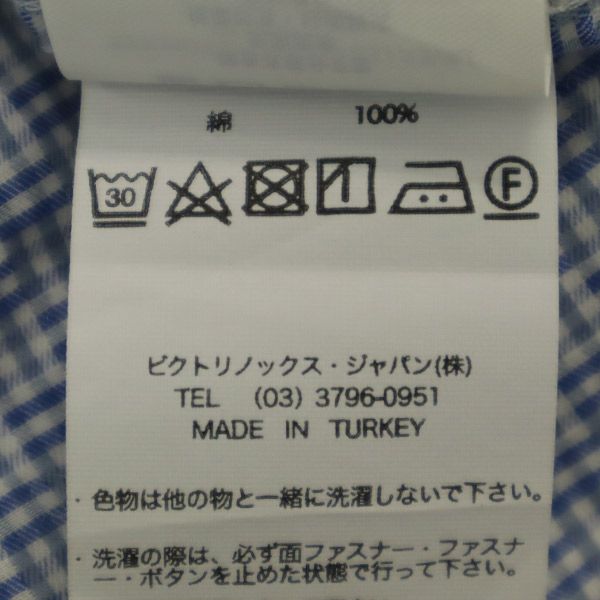 綿 100%
30 F
ビクトリノックス・ジャパン(株)
TEL (03) 3796-0951
MADE IN TURKEY
・色物は他の物と一緒に洗濯しないで下さい。
・洗濯の際は、必ず面ファスナー・ファスナ
ー・ボタンを止めた状態で行って下さい。